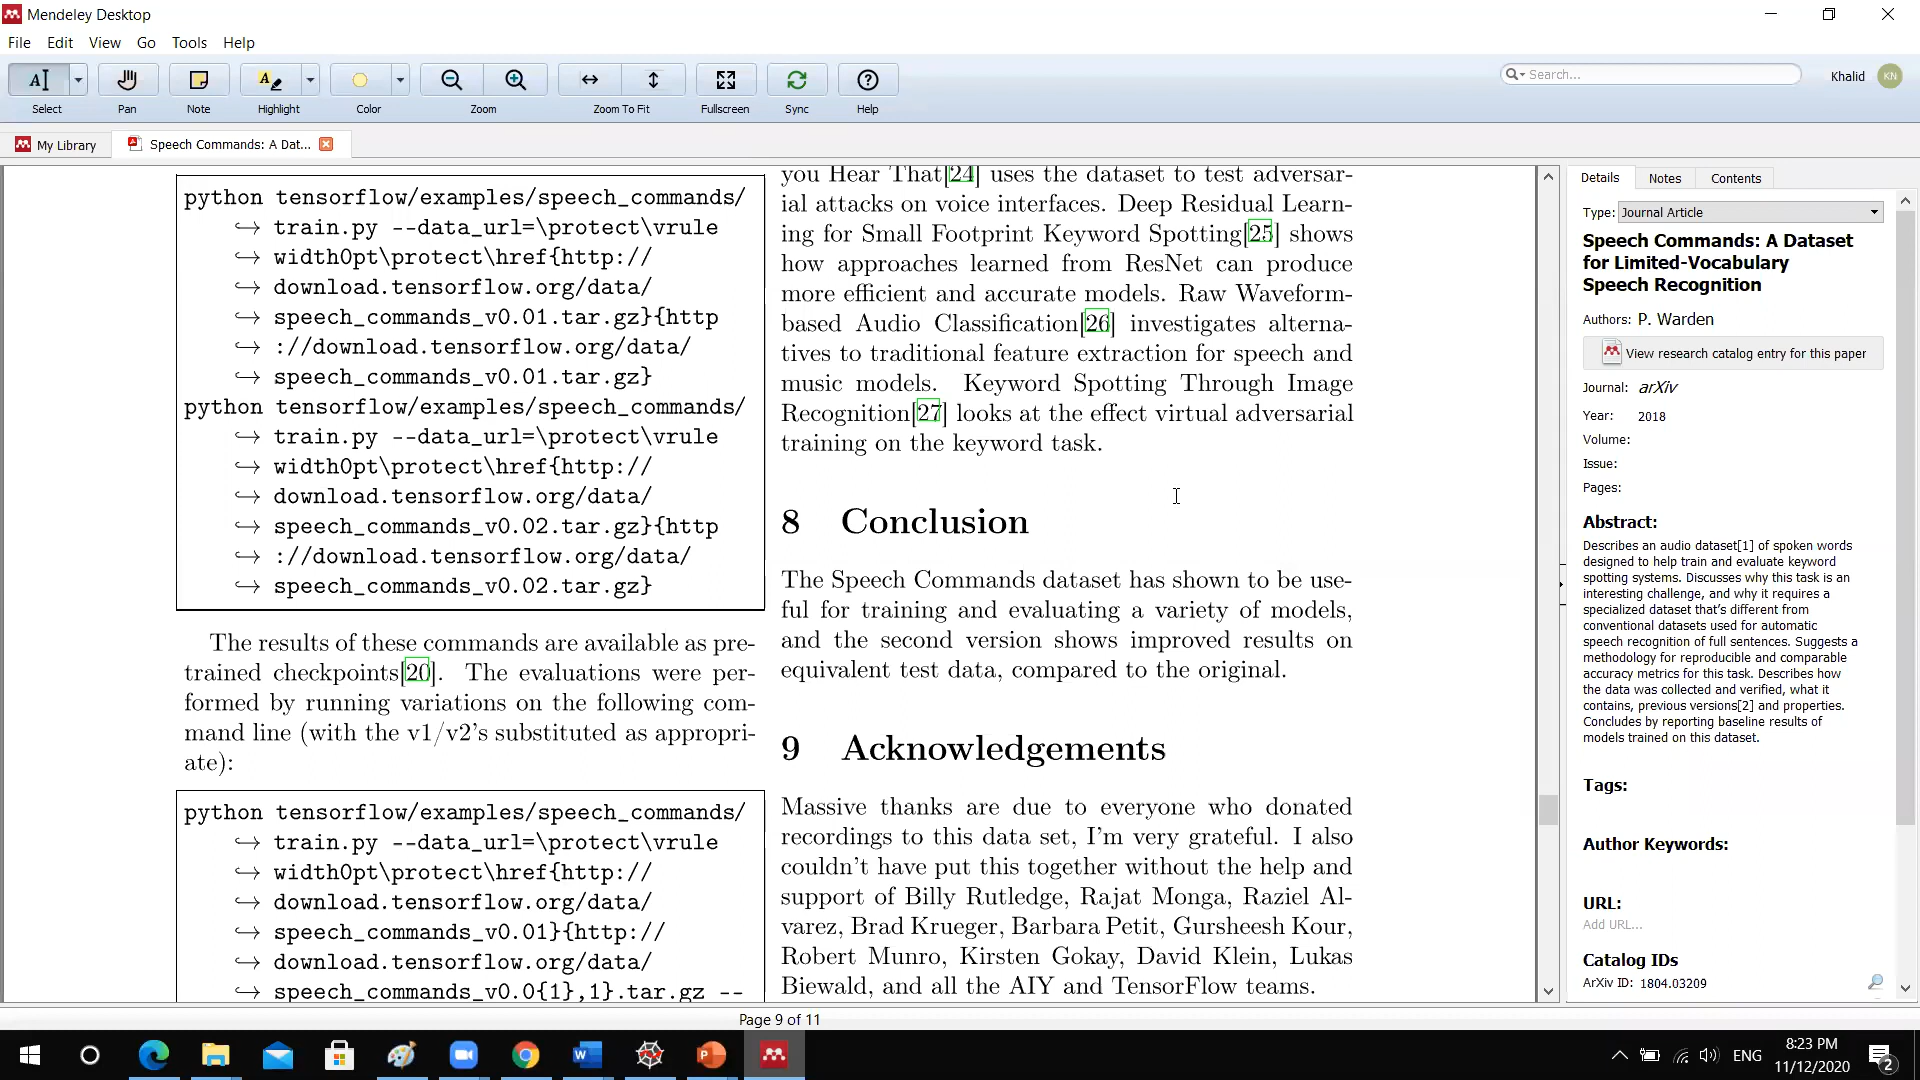 Mendeley Desktop
File Edit View Go Tools Help
Select Pan Note Highlight Color Zoom Zoom To Fit Fullscreen Sync Help
Search...
Khalid KN
My Library
Speech Commands: A Dat...
python tensorflow/examples/speech_commands/
↪ train.py --data_url=\protect\vrule
↪ width0pt\protect\href{http://
↪ download.tensorflow.org/data/
↪ speech_commands_v0.01.tar.gz}{http
↪ ://download.tensorflow.org/data/
↪ speech_commands_v0.01.tar.gz}
python tensorflow/examples/speech_commands/
↪ train.py --data_url=\protect\vrule
↪ width0pt\protect\href{http://
↪ download.tensorflow.org/data/
↪ speech_commands_v0.02.tar.gz}{http
↪ ://download.tensorflow.org/data/
↪ speech_commands_v0.02.tar.gz}
The results of these commands are available as pre-
trained checkpoints[20]. The evaluations were per-
formed by running variations on the following com-
mand line (with the v1/v2's substituted as appropri-
ate):
python tensorflow/examples/speech_commands/
↪ train.py --data_url=\protect\vrule
↪ width0pt\protect\href{http://
↪ download.tensorflow.org/data/
↪ speech_commands_v0.01}{http://
↪ download.tensorflow.org/data/
↪ speech_commands_v0.0{1},1}.tar.gz --
you Hear That[24] uses the dataset to test adversar-
ial attacks on voice interfaces. Deep Residual Learn-
ing for Small Footprint Keyword Spotting[25] shows
how approaches learned from ResNet can produce
more efficient and accurate models. Raw Waveform-
based Audio Classification[26] investigates alterna-
tives to traditional feature extraction for speech and
music models. Keyword Spotting Through Image
Recognition[27] looks at the effect virtual adversarial
training on the keyword task.
8 Conclusion
The Speech Commands dataset has shown to be use-
ful for training and evaluating a variety of models,
and the second version shows improved results on
equivalent test data, compared to the original.
9 Acknowledgements
Massive thanks are due to everyone who donated
recordings to this data set, I'm very grateful. I also
couldn't have put this together without the help and
support of Billy Rutledge, Rajat Monga, Raziel Al-
varez, Brad Krueger, Barbara Petit, Gursheesh Kour,
Robert Munro, Kirsten Gokay, David Klein, Lukas
Biewald, and all the AIY and TensorFlow teams.
Details Notes Contents
Type: Journal Article
Speech Commands: A Dataset
for Limited-Vocabulary
Speech Recognition
Authors: P. Warden
View research catalog entry for this paper
Journal: arXiv
Year: 2018
Volume:
Issue:
Pages:
Abstract:
Describes an audio dataset[1] of spoken words
designed to help train and evaluate keyword
spotting systems. Discusses why this task is an
interesting challenge, and why it requires a
specialized dataset that's different from
conventional datasets used for automatic
speech recognition of full sentences. Suggests a
methodology for reproducible and comparable
accuracy metrics for this task. Describes how
the data was collected and verified, what it
contains, previous versions[2] and properties.
Concludes by reporting baseline results of
models trained on this dataset.
Tags:
Author Keywords:
URL:
Add URL...
Catalog IDs
ArXiv ID: 1804.03209
Page 9 of 11
ENG
8:23 PM
11/12/2020
2